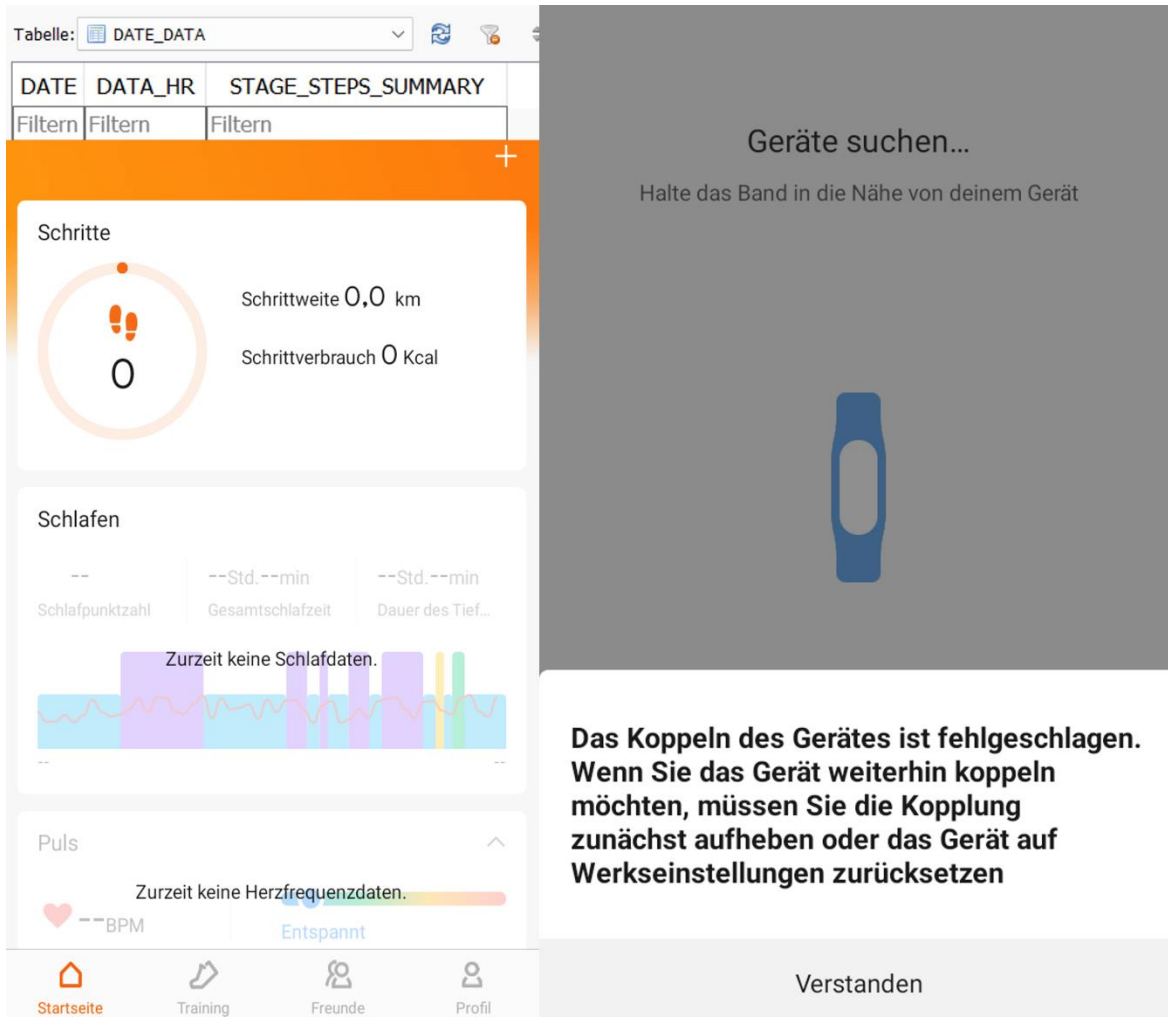 Tabelle: DATE_DATA
DATE DATA_HR STAGE_STEPS_SUMMARY
Filtern Filtern Filtern
Schritte
Schrittweite 0,0 km
0
Schrittverbrauch 0 Kcal
Schlafen
-- --Std.--min --Std.--min
Schlafpunktzahl Gesamtschlafzeit Dauer des Tief...
Zurzeit keine Schlafdaten.
-- --
Puls
Zurzeit keine Herzfrequenzdaten.
--BPM
Entspannt
Startseite Training Freunde Profil
Geräte suchen...
Halte das Band in die Nähe von deinem Gerät
Das Koppeln des Gerätes ist fehlgeschlagen.
Wenn Sie das Gerät weiterhin koppeln
möchten, müssen Sie die Kopplung
zunächst aufheben oder das Gerät auf
Werkseinstellungen zurücksetzen
Verstanden